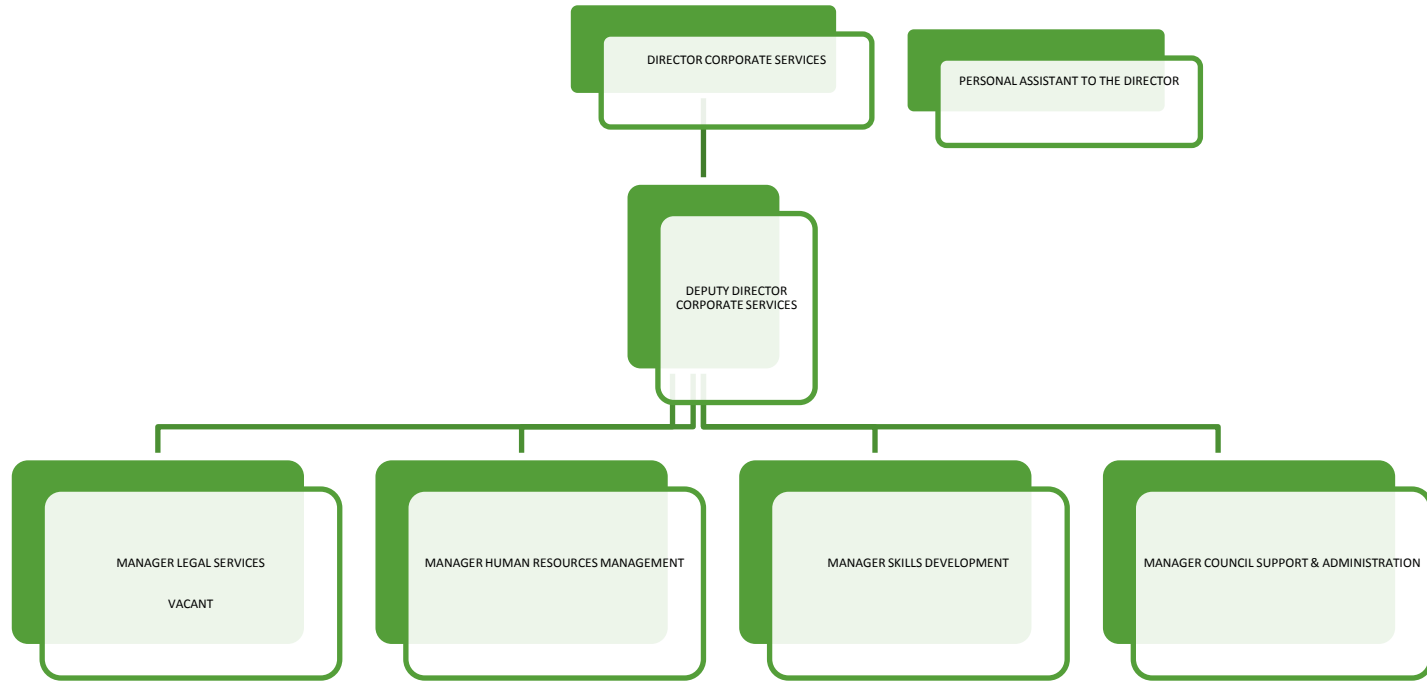 DIRECTOR CORPORATE SERVICES
PERSONAL ASSISTANT TO THE DIRECTOR
DEPUTY DIRECTOR
CORPORATE SERVICES
MANAGER LEGAL SERVICES
VACANT
MANAGER HUMAN RESOURCES MANAGEMENT
MANAGER SKILLS DEVELOPMENT
MANAGER COUNCIL SUPPORT & ADMINISTRATION